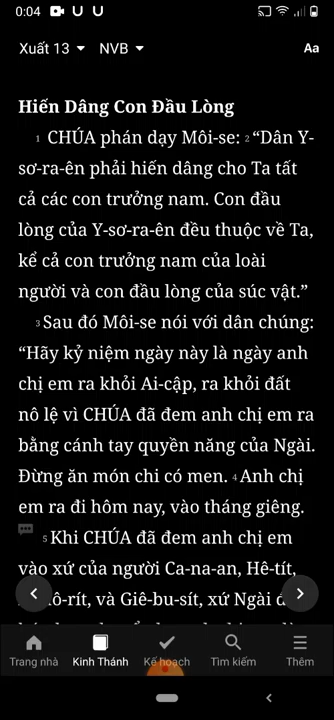 0:04
Xuất 13 NVB Aa
Hiến Dâng Con Đầu Lòng
1 CHÚA phán dạy Môi-se: 2 “Dân Y-
sơ-ra-ên phải hiến dâng cho Ta tất
cả các con trưởng nam. Con đầu
lòng của Y-sơ-ra-ên đều thuộc về Ta,
kể cả con trưởng nam của loài
người và con đầu lòng của súc vật.”
3 Sau đó Môi-se nói với dân chúng:
“Hãy kỷ niệm ngày này là ngày anh
chị em ra khỏi Ai-cập, ra khỏi đất
nô lệ vì CHÚA đã đem anh chị em ra
bằng cánh tay quyền năng của Ngài.
Đừng ăn món chi có men. 4 Anh chị
em ra đi hôm nay, vào tháng giêng.
5 Khi CHÚA đã đem anh chị em
vào xứ của người Ca-na-an, Hê-tít,
và Giê-bu-sít, xứ Ngài
Trang nhà Kinh Thánh Kế hoạch Tìm kiếm Thêm